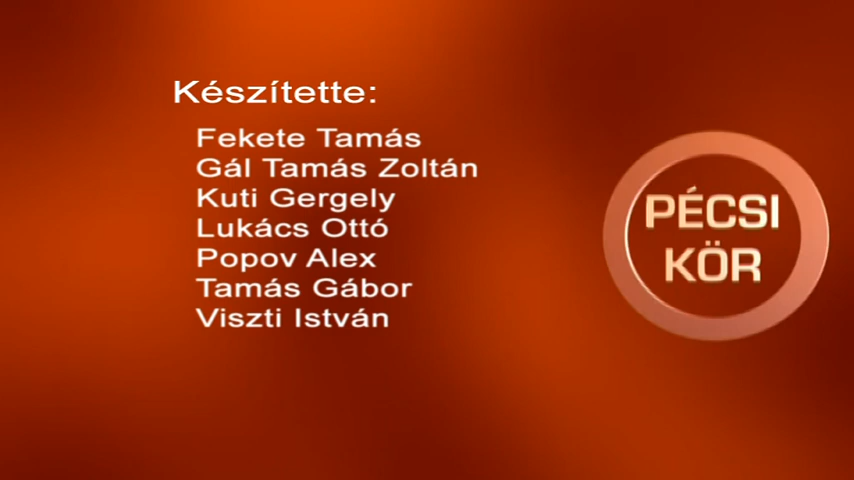 Készítette:
Fekete Tamás
Gál Tamás Zoltán
Kuti Gergely
Lukács Ottó
Popov Alex
Tamás Gábor
Viszti István
PÉCSI
KÖR